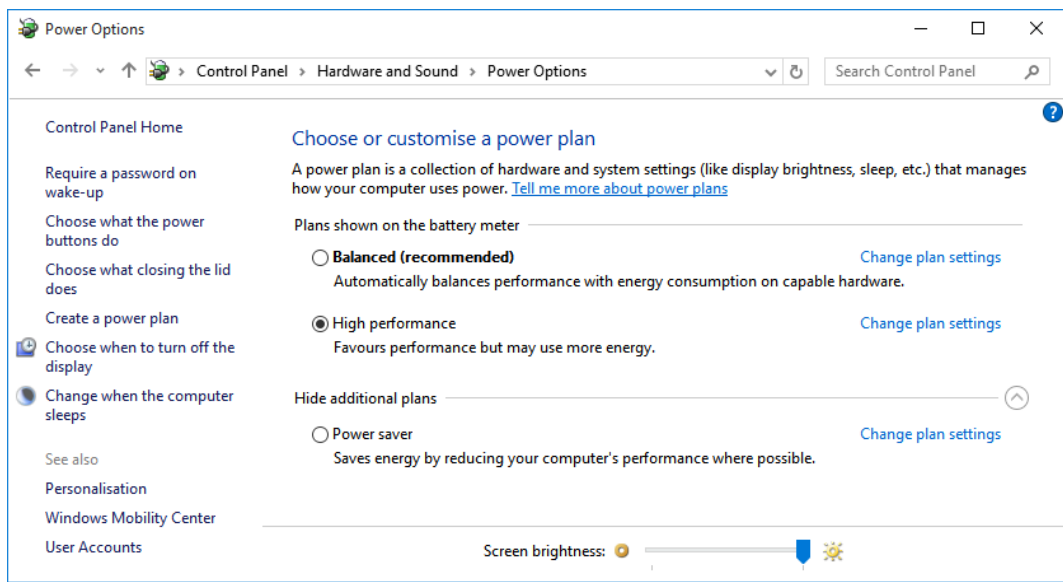 Power Options
Control Panel > Hardware and Sound > Power Options
Search Control Panel
?
Control Panel Home
Require a password on
wake-up
Choose what the power
buttons do
Choose what closing the lid
does
Create a power plan
Choose when to turn off the
display
Change when the computer
sleeps
See also
Personalisation
Windows Mobility Center
User Accounts
Choose or customise a power plan
A power plan is a collection of hardware and system settings (like display brightness, sleep, etc.) that manages
how your computer uses power. Tell me more about power plans
Plans shown on the battery meter
Balanced (recommended) Change plan settings
Automatically balances performance with energy consumption on capable hardware.
High performance Change plan settings
Favours performance but may use more energy.
Hide additional plans
Power saver Change plan settings
Saves energy by reducing your computer's performance where possible.
Screen brightness: